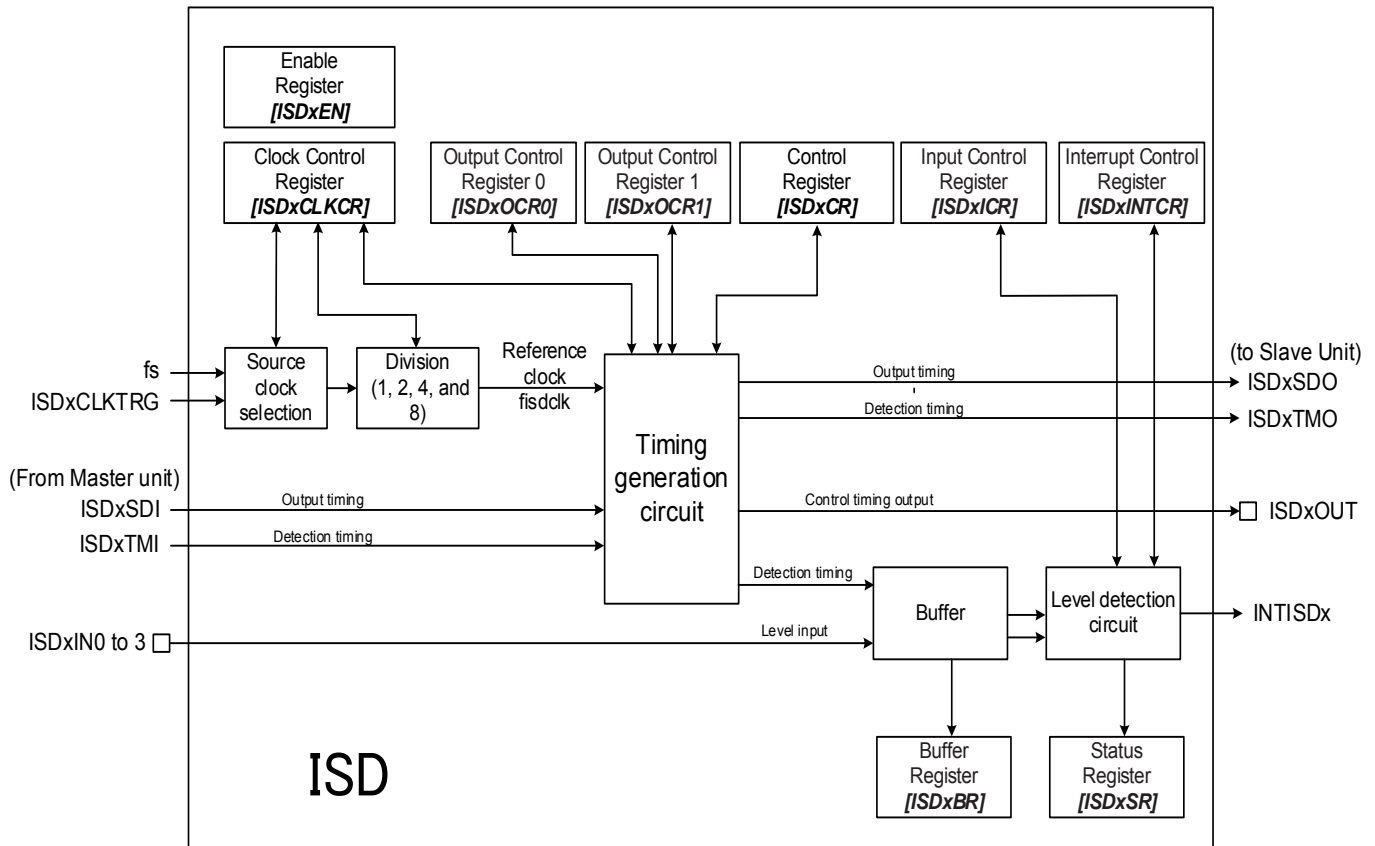 Enable
Register
[ISDxEN]
Clock Control
Register
[ISDxCLKCR]
Output Control
Register 0
[ISDxOCR0]
Output Control
Register 1
[ISDxOCR1]
Control
Register
[ISDxCR]
Input Control
Register
[ISDxICR]
Interrupt Control
Register
[ISDxINTCR]
fs
ISDxCLKTRG
Source
clock
selection
Division
(1, 2, 4, and
8)
Reference
clock
fisdclk
Timing
generation
circuit
(From Master unit)
ISDxSDI
Output timing
ISDxTMI
Detection timing
ISDxIN0 to 3
Level input
Output timing
Detection timing
(to Slave Unit)
ISDxSDO
ISDxTMO
Control timing output
ISDxOUT
Detection timing
Buffer
Level detection
circuit
INTISDx
Buffer
Register
[ISDxBR]
Status
Register
[ISDxSR]
ISD